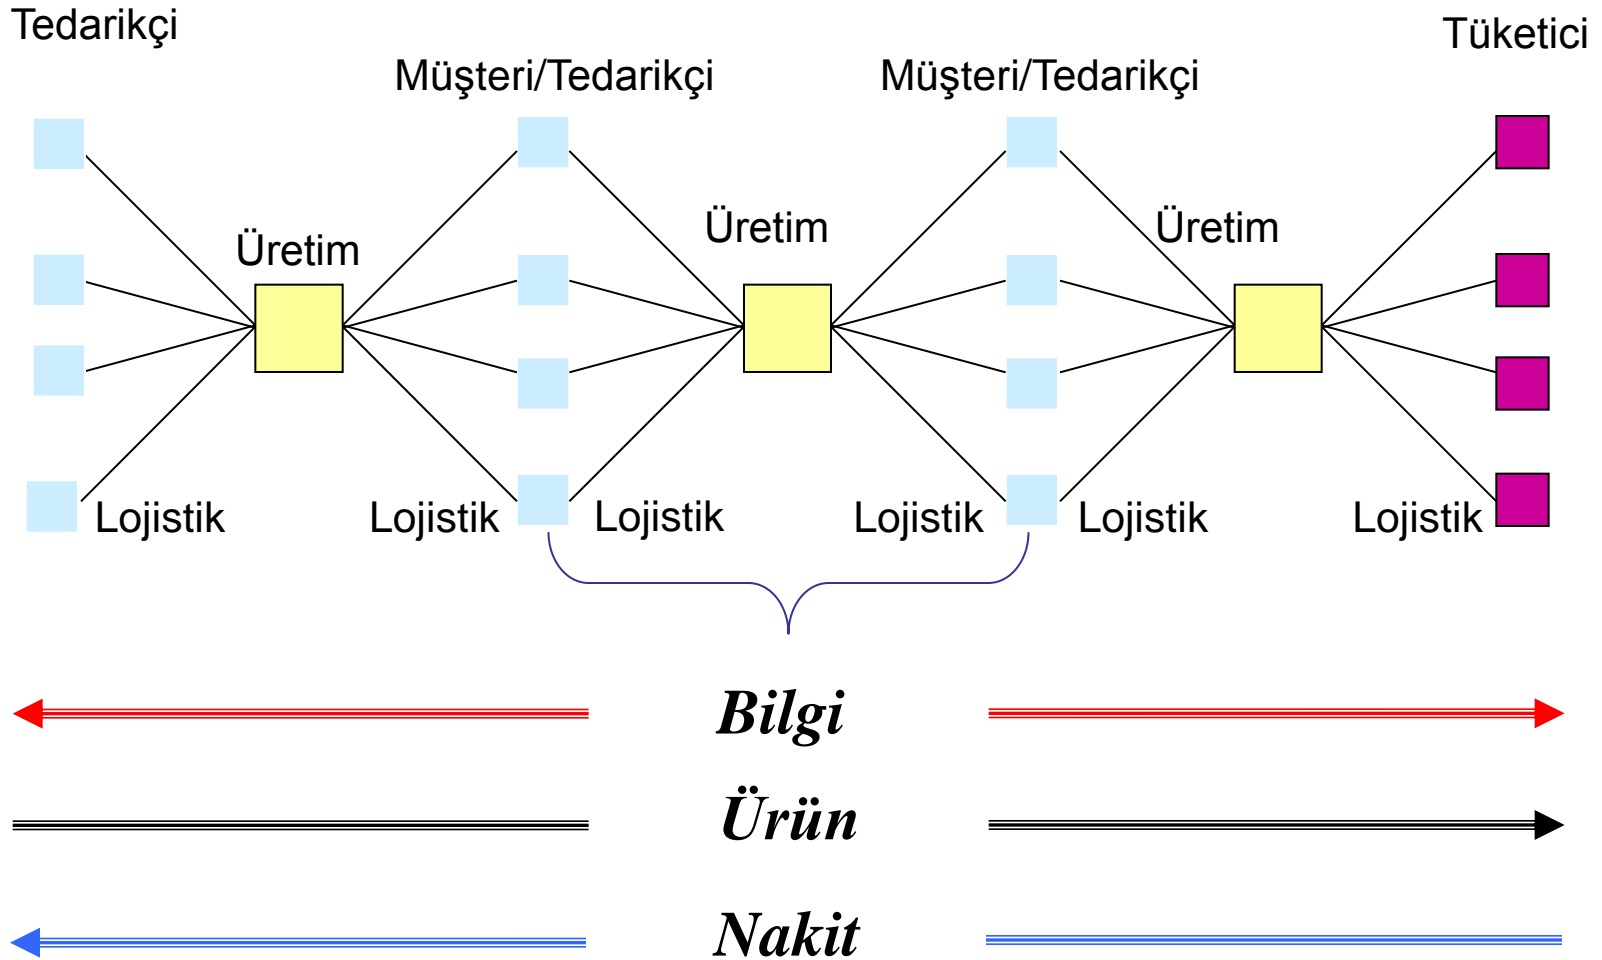 Tedarikçi
Tüketici
Müşteri/Tedarikçi
Müşteri/Tedarikçi
Üretim
Üretim
Üretim
Lojistik
Lojistik
Lojistik
Lojistik
Lojistik
Lojistik
Bilgi
Ürün
Nakit